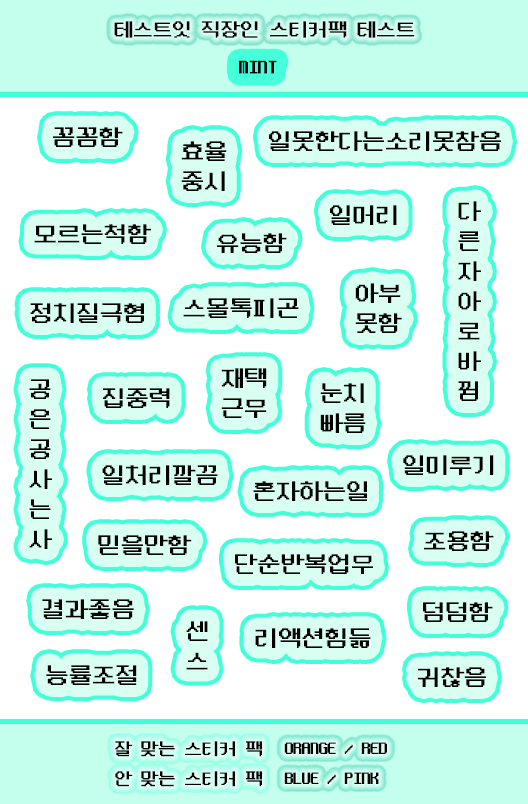 테스트잇 직장인 스티커팩 테스트
MINT
꼼꼼함
효율
중시
일못한다는소리못참음
모르는척함
유능함
일머리
다
른
자
아
로
바
뀜
정치질극혐
스몰톡피곤
아부
못함
공
은
공
사
는
사
집중력
재택
근무
눈치
빠름
일처리깔끔
혼자하는일
일미루기
믿을만함
단순반복업무
조용함
결과좋음
센
스
리액션힘듦
덤덤함
능률조절
귀찮음
잘 맞는 스티커 팩 ORANGE / RED
안 맞는 스티커 팩 BLUE / PINK